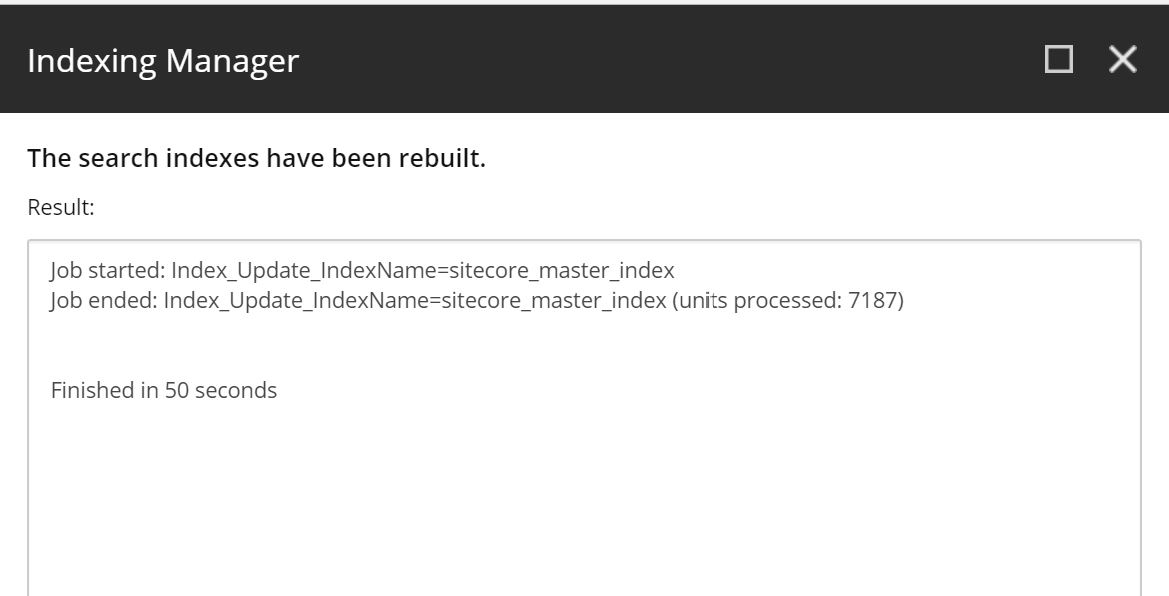 Indexing Manager
The search indexes have been rebuilt.
Result:
Job started: Index_Update_IndexName=sitecore_master_index
Job ended: Index_Update_IndexName=sitecore_master_index (units processed: 7187)
Finished in 50 seconds